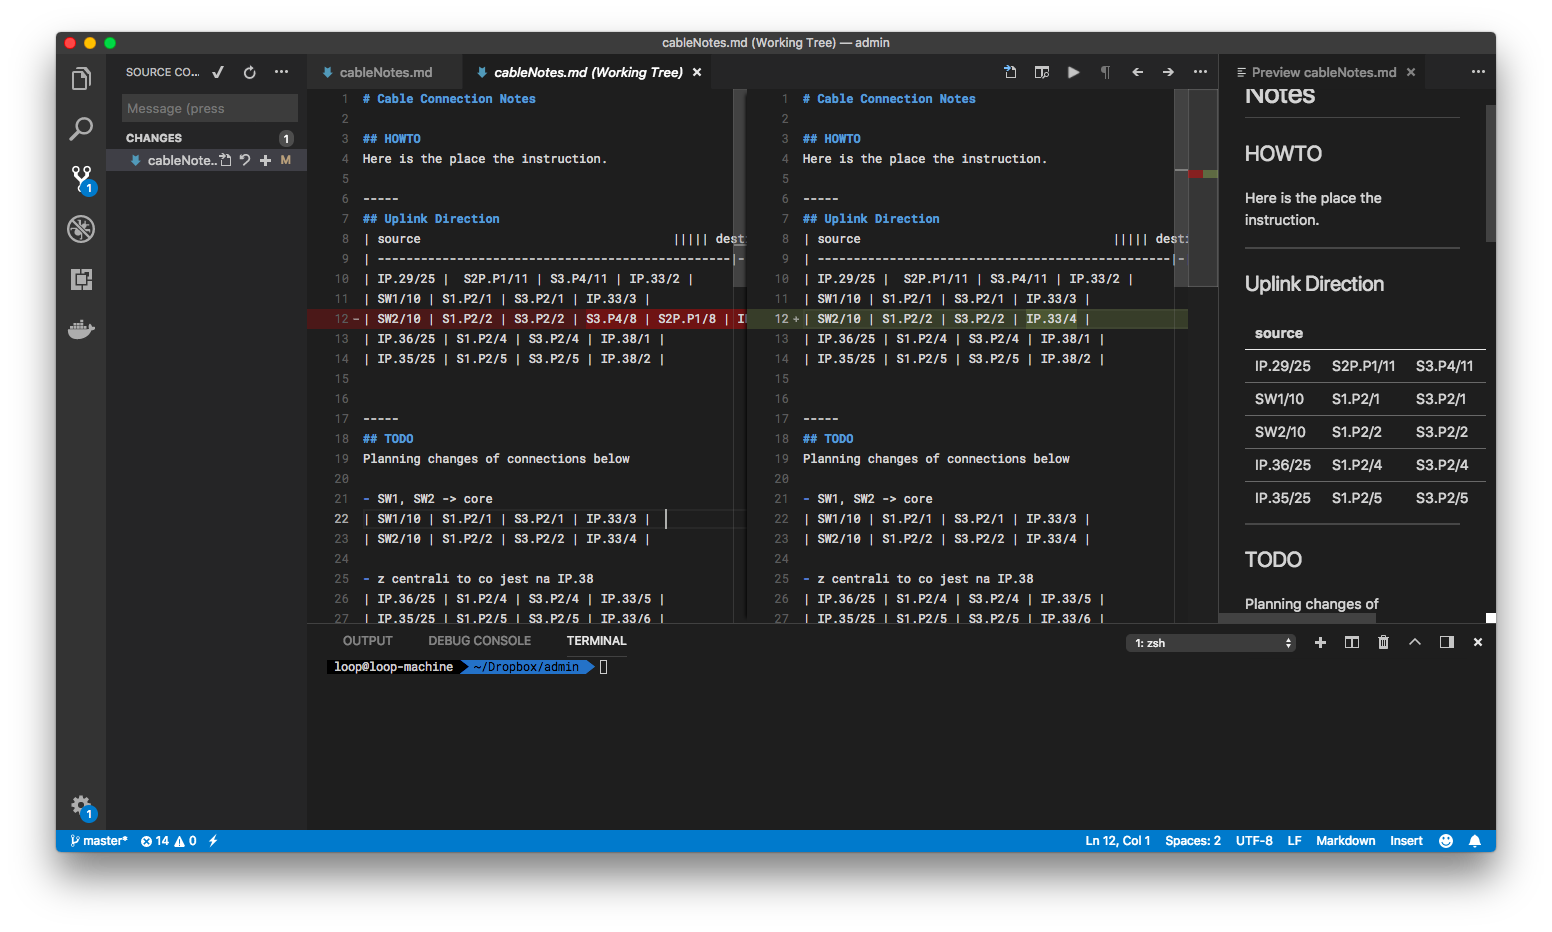 cableNotes.md (Working Tree) — admin
SOURCE CO...
Message (press
CHANGES 1
cableNote.. M
1
1
cableNotes.md
cableNotes.md (Working Tree)
1 # Cable Connection Notes
2
3 ## HOWTO
4 Here is the place the instruction.
5
6 -----
7 ## Uplink Direction
8 | source ||||| dest
9 | -------------------------------------------------|-
10 | IP.29/25 | S2P.P1/11 | S3.P4/11 | IP.33/2 |
11 | SW1/10 | S1.P2/1 | S3.P2/1 | IP.33/3 |
12 - | SW2/10 | S1.P2/2 | S3.P2/2 | S3.P4/8 | S2P.P1/8 | I
13 | IP.36/25 | S1.P2/4 | S3.P2/4 | IP.38/1 |
14 | IP.35/25 | S1.P2/5 | S3.P2/5 | IP.38/2 |
15
16
17 -----
18 ## TODO
19 Planning changes of connections below
20
21 - SW1, SW2 -> core
22 | SW1/10 | S1.P2/1 | S3.P2/1 | IP.33/3 |
23 | SW2/10 | S1.P2/2 | S3.P2/2 | IP.33/4 |
24
25 - z centrali to co jest na IP.38
26 | IP.36/25 | S1.P2/4 | S3.P2/4 | IP.33/5 |
27 | IP.35/25 | S1.P2/5 | S3.P2/5 | IP.33/6 |
1 # Cable Connection Notes
2
3 ## HOWTO
4 Here is the place the instruction.
5
6 -----
7 ## Uplink Direction
8 | source ||||| dest
9 | -------------------------------------------------|-
10 | IP.29/25 | S2P.P1/11 | S3.P4/11 | IP.33/2 |
11 | SW1/10 | S1.P2/1 | S3.P2/1 | IP.33/3 |
12 + | SW2/10 | S1.P2/2 | S3.P2/2 | IP.33/4 |
13 | IP.36/25 | S1.P2/4 | S3.P2/4 | IP.38/1 |
14 | IP.35/25 | S1.P2/5 | S3.P2/5 | IP.38/2 |
15
16
17 -----
18 ## TODO
19 Planning changes of connections below
20
21 - SW1, SW2 -> core
22 | SW1/10 | S1.P2/1 | S3.P2/1 | IP.33/3 |
23 | SW2/10 | S1.P2/2 | S3.P2/2 | IP.33/4 |
24
25 - z centrali to co jest na IP.38
26 | IP.36/25 | S1.P2/4 | S3.P2/4 | IP.33/5 |
27 | IP.35/25 | S1.P2/5 | S3.P2/5 | IP.33/6 |
Preview cableNotes.md
Notes
HOWTO
Here is the place the
instruction.
Uplink Direction
source
IP.29/25 S2P.P1/11 S3.P4/11
SW1/10 S1.P2/1 S3.P2/1
SW2/10 S1.P2/2 S3.P2/2
IP.36/25 S1.P2/4 S3.P2/4
IP.35/25 S1.P2/5 S3.P2/5
TODO
Planning changes of
OUTPUT DEBUG CONSOLE TERMINAL
1: zsh
loop@loop-machine ~/Dropbox/admin
master* 14 0
Ln 12, Col 1 Spaces: 2 UTF-8 LF Markdown Insert